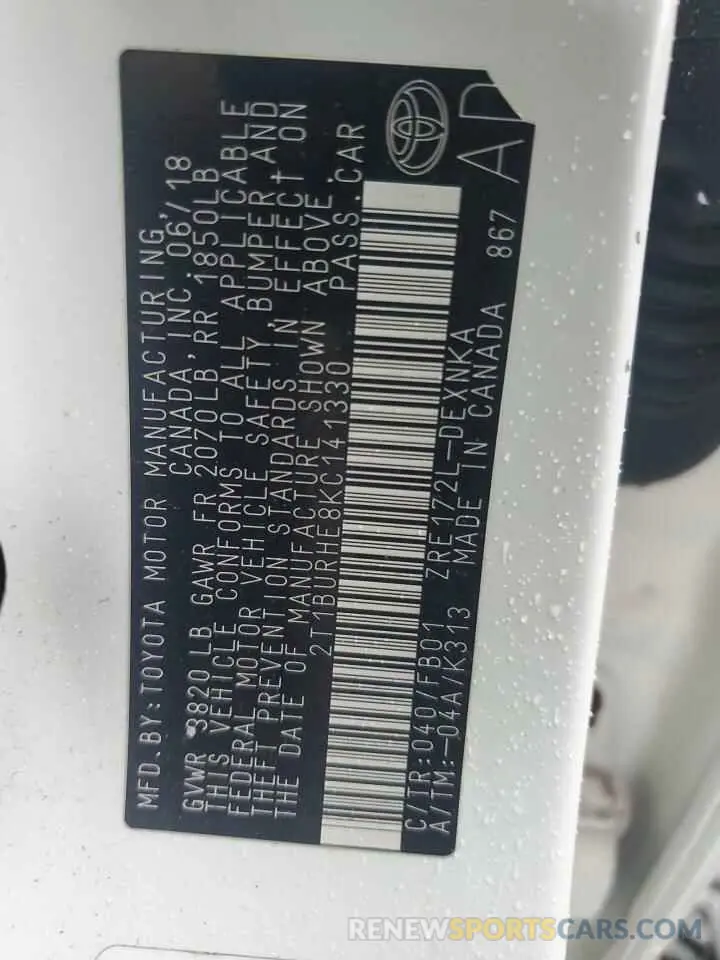 MFD.BY:TOYOTA MOTOR MANUFACTURING,
CANADA, INC. 06/18
GVWR 3820 LB GAWR FR 2070LB, RR 1850LB
THIS VEHICLE CONFORMS TO ALL APPLICABLE
FEDERAL MOTOR VEHICLE SAFETY, BUMPER, AND
THEFT PREVENTION STANDARDS IN EFFECT ON
THE DATE OF MANUFACTURE SHOWN ABOVE.
2T1BURHE8KC141330 PASS.CAR
C/TR:040/FB01 ZRE172L-DEXNKA
A/TM:-04A/K313 MADE IN CANADA 867
RENEWSPORTSCARS.COM